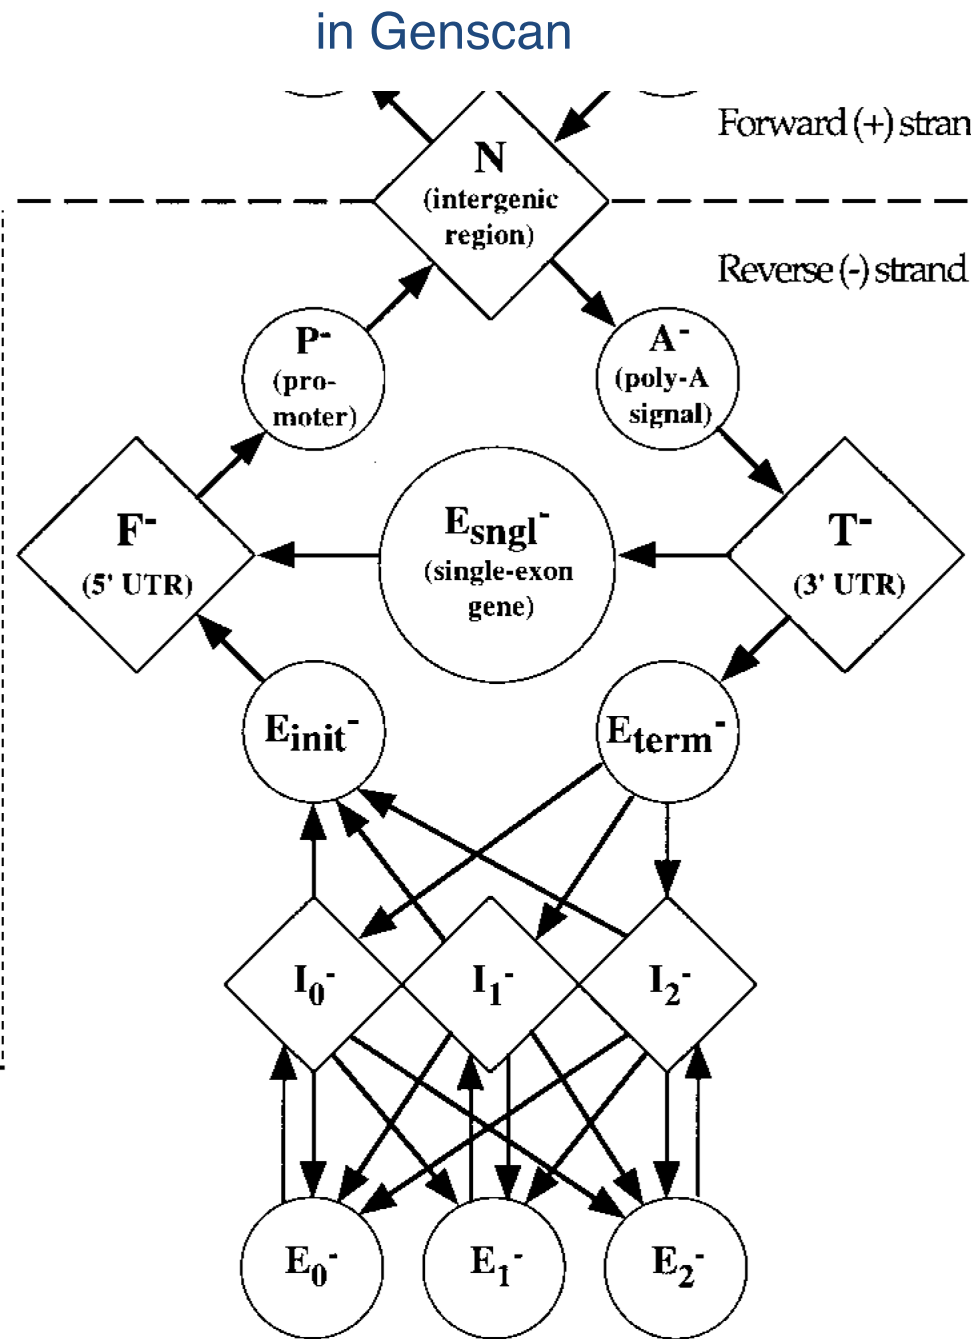 in Genscan
Forward (+) stran
N
(intergenic
region)
Reverse (-) strand
P-
(pro-
moter)
A-
(poly-A
signal)
F-
(5' UTR)
Esngl-
(single-exon
gene)
T-
(3' UTR)
Einit-
Eterm-
I0-
I1-
I2-
E0-
E1-
E2-